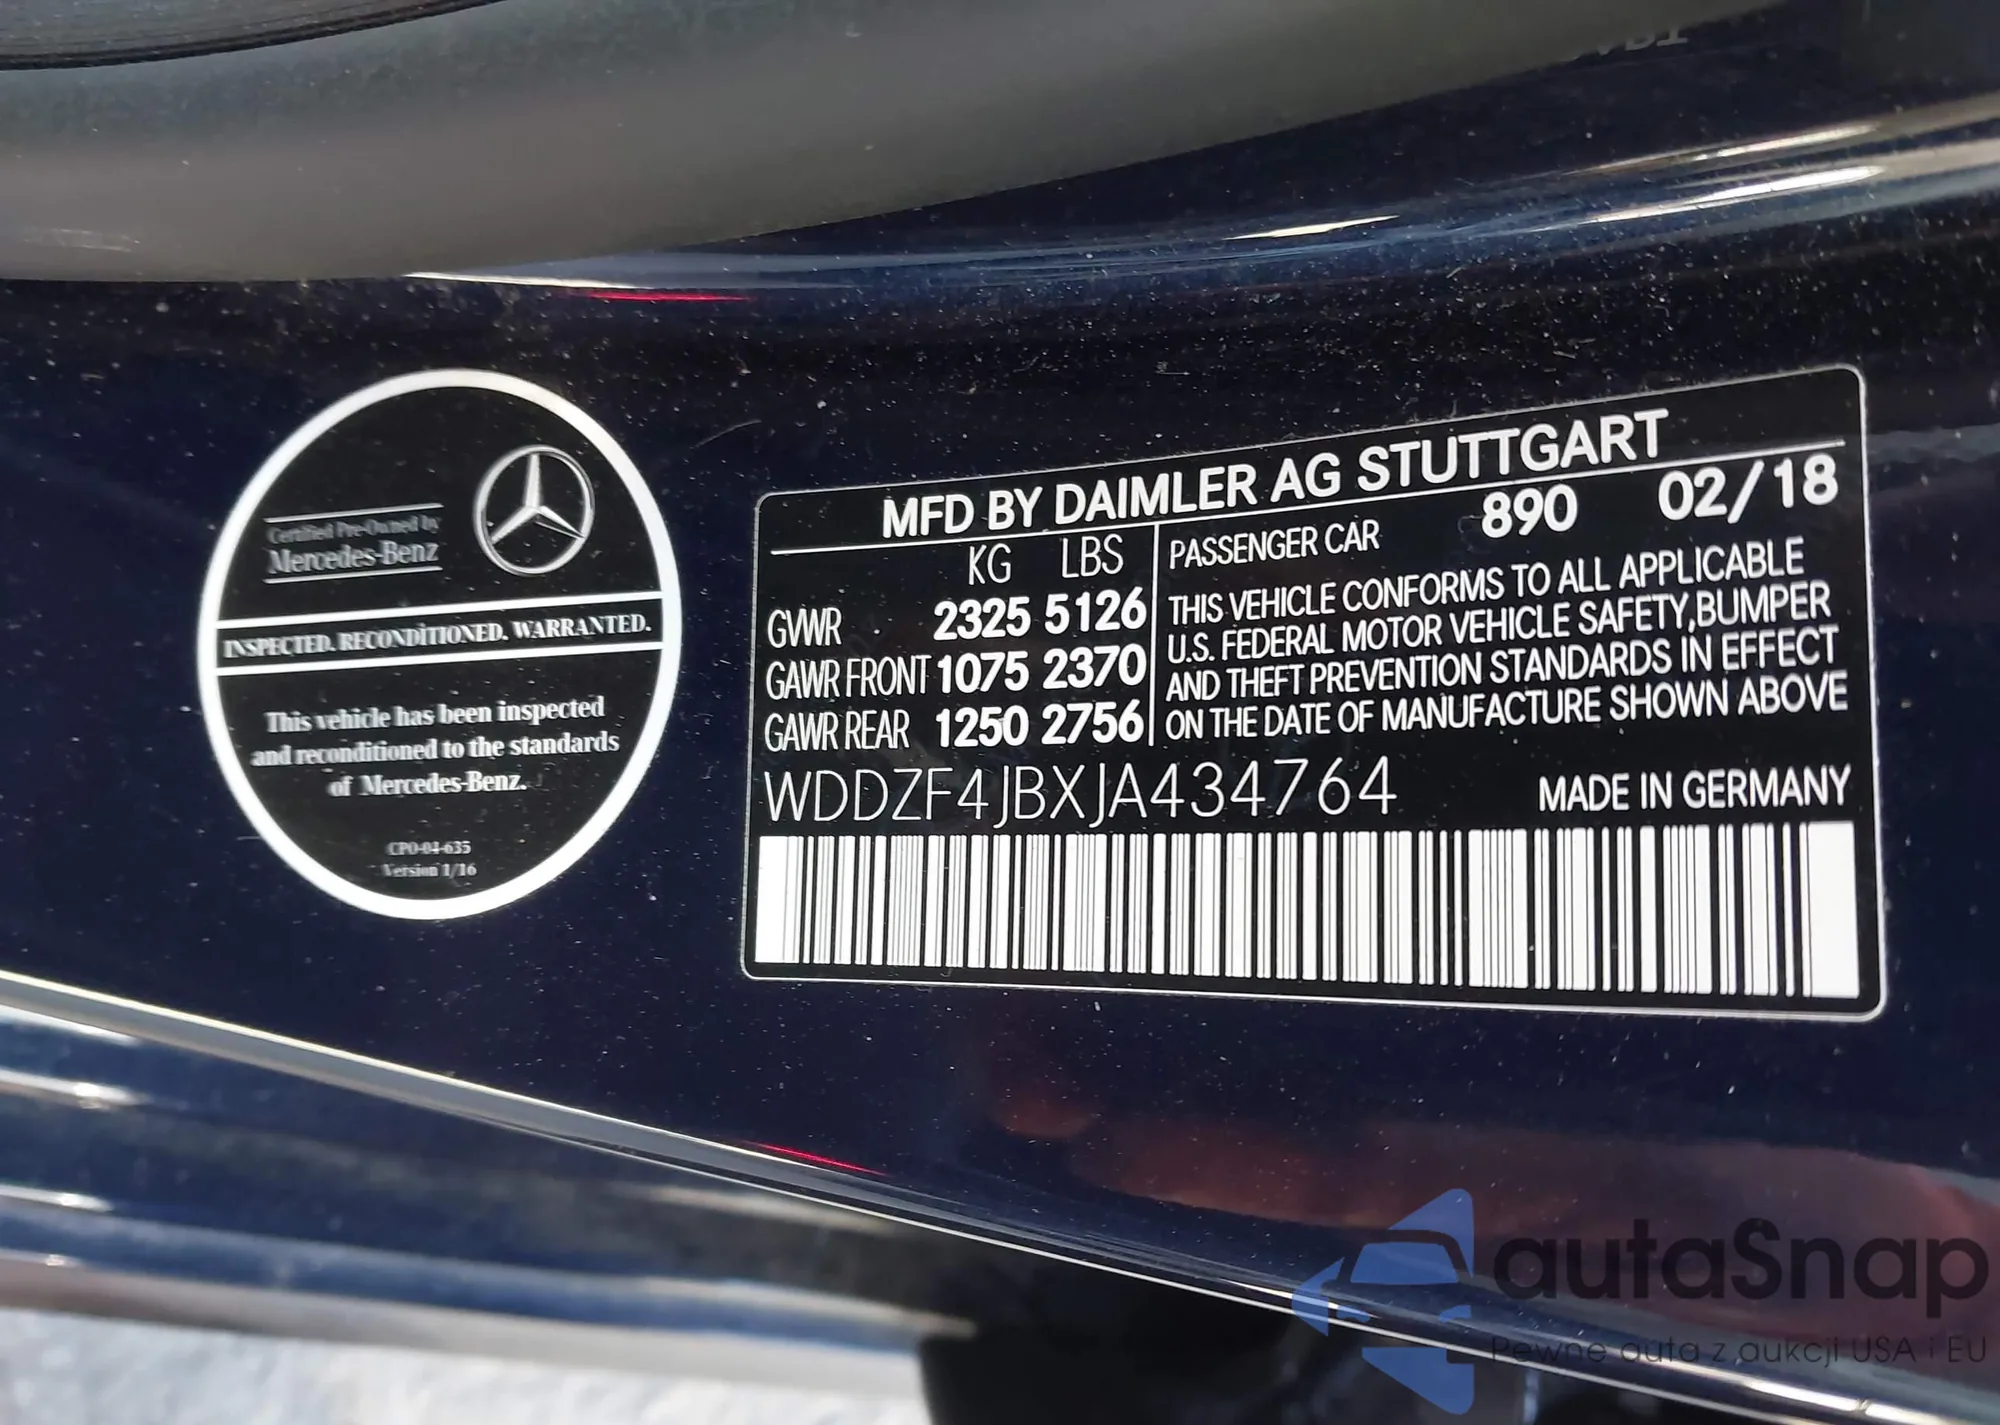 Certified Pre-Owned by
Mercedes-Benz
INSPECTED. RECONDITIONED. WARRANTED.
This vehicle has been inspected
and reconditioned to the standards
of Mercedes-Benz.
CPO-04-635
Version 1/16
MFD BY DAIMLER AG STUTTGART
KG LBS
GVWR 2325 5126
GAWR FRONT 1075 2370
GAWR REAR 1250 2756
PASSENGER CAR 890 02/18
THIS VEHICLE CONFORMS TO ALL APPLICABLE
U.S. FEDERAL MOTOR VEHICLE SAFETY,BUMPER
AND THEFT PREVENTION STANDARDS IN EFFECT
ON THE DATE OF MANUFACTURE SHOWN ABOVE
WDDZF4JBXJA434764 MADE IN GERMANY
autaSnap
Pewne auta z aukcji USA i EU